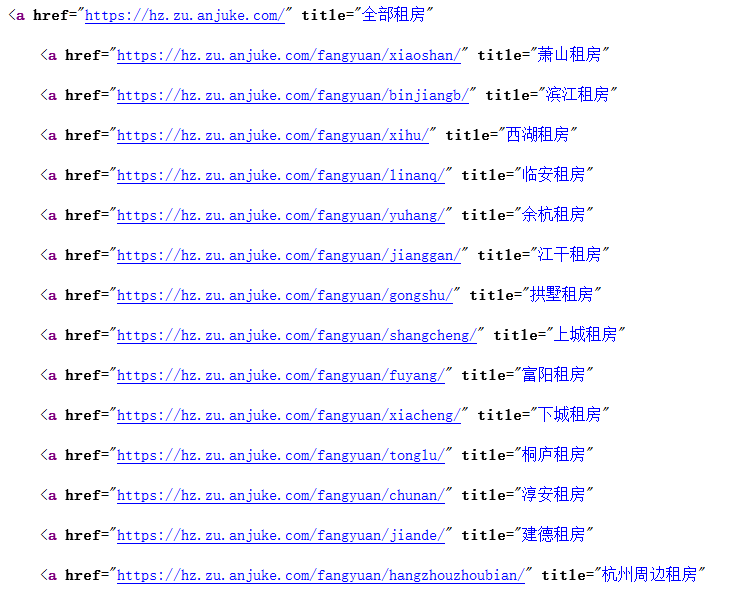 <a href="https://hz.zu.anjuke.com/" title="全部租房"
<a href="https://hz.zu.anjuke.com/fangyuan/xiaoshan/" title="萧山租房"
<a href="https://hz.zu.anjuke.com/fangyuan/binjiangb/" title="滨江租房"
<a href="https://hz.zu.anjuke.com/fangyuan/xihu/" title="西湖租房"
<a href="https://hz.zu.anjuke.com/fangyuan/linanq/" title="临安租房"
<a href="https://hz.zu.anjuke.com/fangyuan/yuhang/" title="余杭租房"
<a href="https://hz.zu.anjuke.com/fangyuan/jianggan/" title="江干租房"
<a href="https://hz.zu.anjuke.com/fangyuan/gongshu/" title="拱墅租房"
<a href="https://hz.zu.anjuke.com/fangyuan/shangcheng/" title="上城租房"
<a href="https://hz.zu.anjuke.com/fangyuan/fuyang/" title="富阳租房"
<a href="https://hz.zu.anjuke.com/fangyuan/xiacheng/" title="下城租房"
<a href="https://hz.zu.anjuke.com/fangyuan/tonglu/" title="桐庐租房"
<a href="https://hz.zu.anjuke.com/fangyuan/chunan/" title="淳安租房"
<a href="https://hz.zu.anjuke.com/fangyuan/jiande/" title="建德租房"
<a href="https://hz.zu.anjuke.com/fangyuan/hangzhouzhoubian/" title="杭州周边租房"